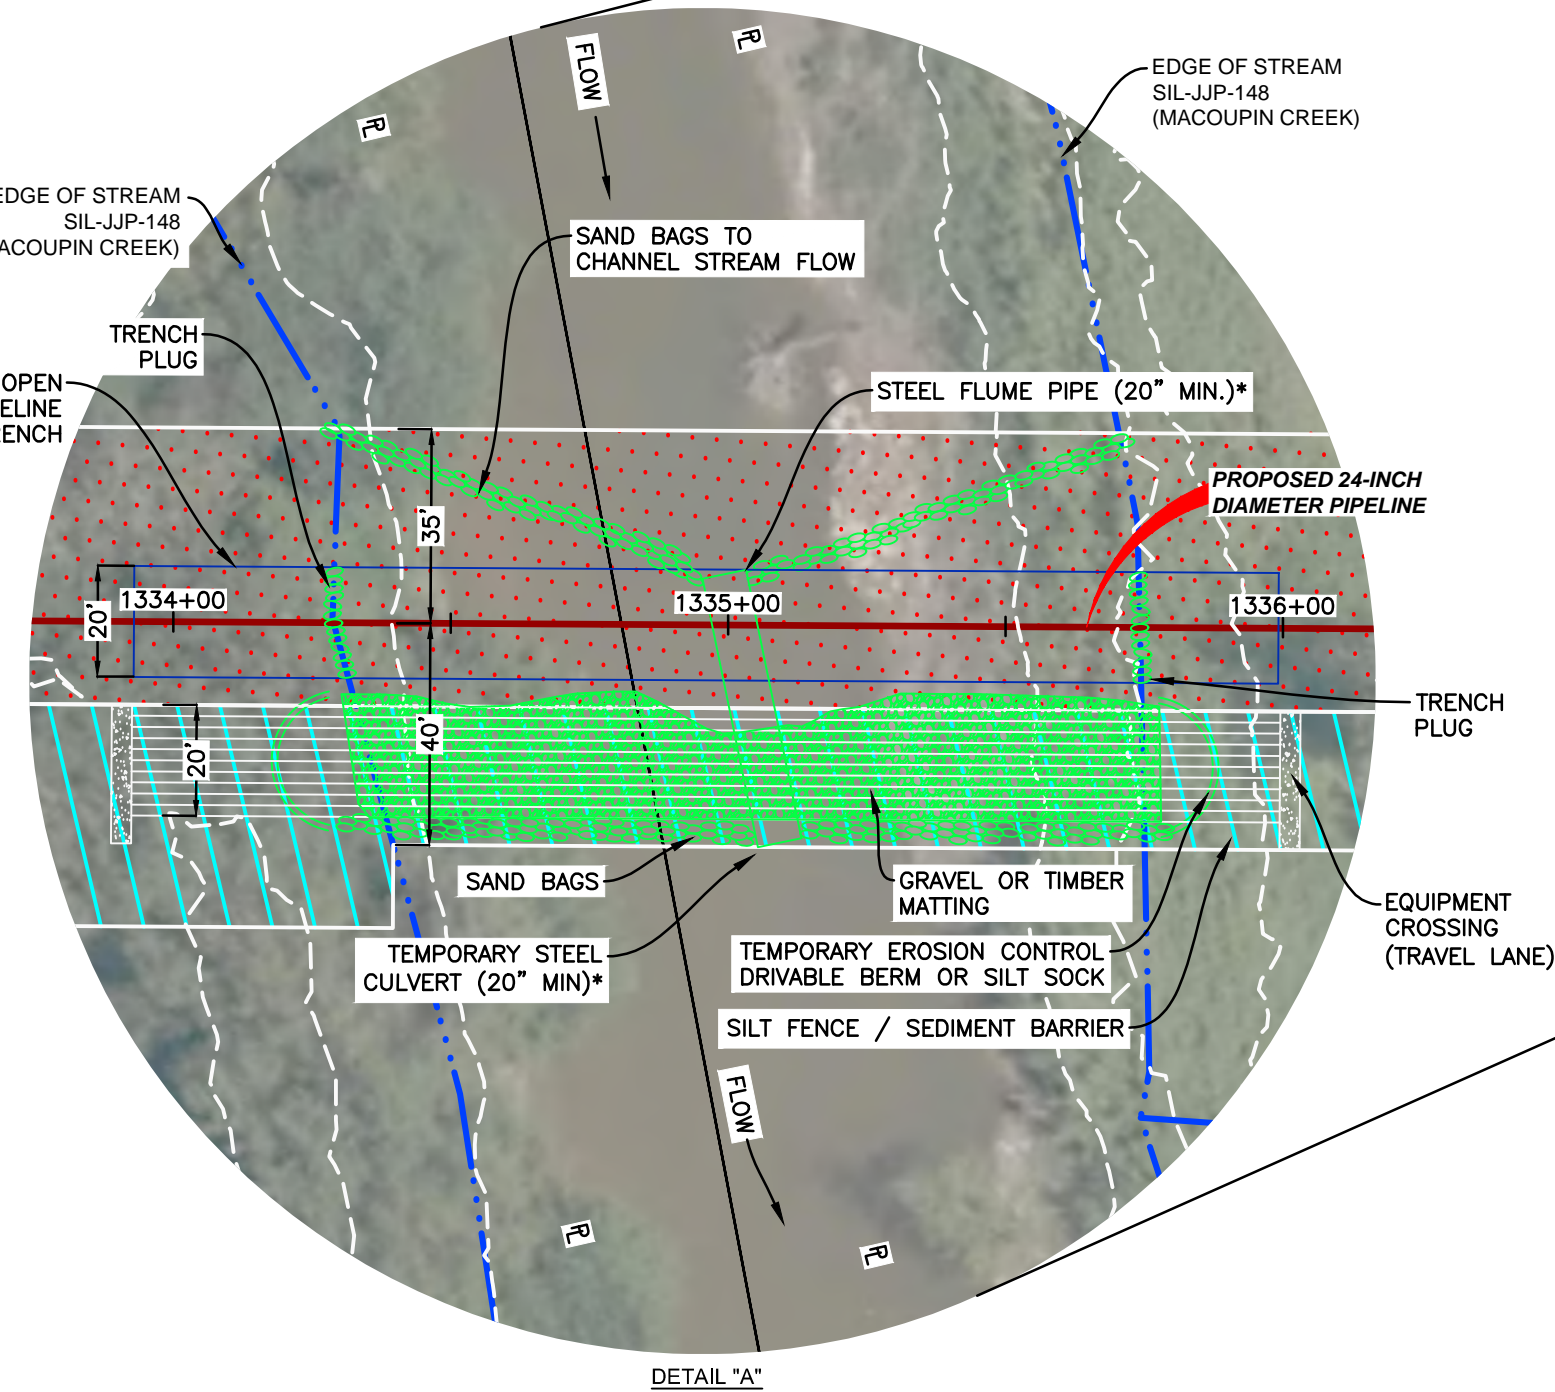 FLOW
PL
PL
EDGE OF STREAM
SIL-JJP-148
(MACOUPIN CREEK)
EDGE OF STREAM
SIL-JJP-148
ACOUPIN CREEK)
SAND BAGS TO
CHANNEL STREAM FLOW
TRENCH
PLUG
OPEN
ELINE
ENCH
STEEL FLUME PIPE (20" MIN.)*
PROPOSED 24-INCH
DIAMETER PIPELINE
35'
20'
1334+00
1335+00
1336+00
TRENCH
PLUG
40'
20'
SAND BAGS
GRAVEL OR TIMBER
MATTING
EQUIPMENT
CROSSING
(TRAVEL LANE)
TEMPORARY STEEL
CULVERT (20" MIN)*
TEMPORARY EROSION CONTROL
DRIVABLE BERM OR SILT SOCK
SILT FENCE / SEDIMENT BARRIER
FLOW
PL
PL
DETAIL "A"